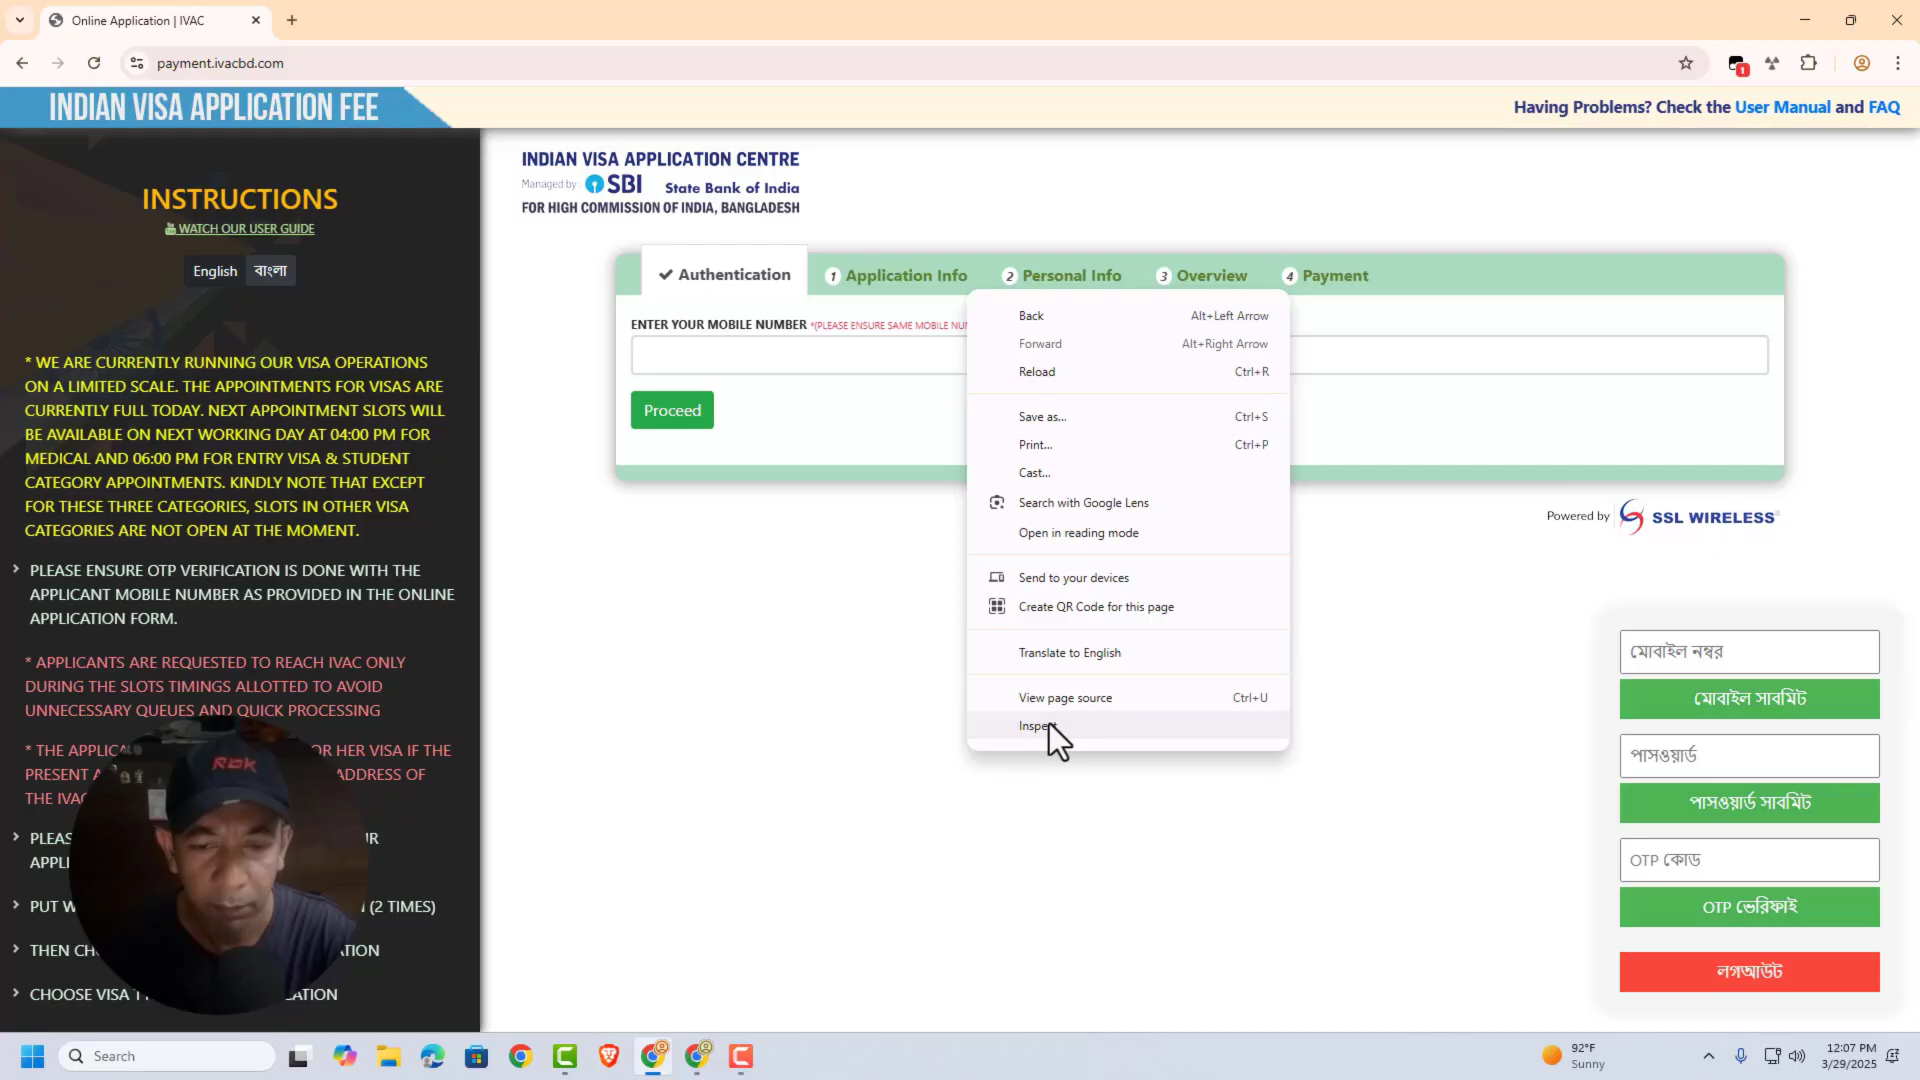 Online Application | IVAC
payment.ivacbd.com
INDIAN VISA APPLICATION FEE
Having Problems? Check the User Manual and FAQ
INSTRUCTIONS
WATCH OUR USER GUIDE
English বাংলা
* WE ARE CURRENTLY RUNNING OUR VISA OPERATIONS
ON A LIMITED SCALE. THE APPOINTMENTS FOR VISAS ARE
CURRENTLY FULL TODAY. NEXT APPOINTMENT SLOTS WILL
BE AVAILABLE ON NEXT WORKING DAY AT 04:00 PM FOR
MEDICAL AND 06:00 PM FOR ENTRY VISA & STUDENT
CATEGORY APPOINTMENTS. KINDLY NOTE THAT EXCEPT
FOR THESE THREE CATEGORIES, SLOTS IN OTHER VISA
CATEGORIES ARE NOT OPEN AT THE MOMENT.
PLEASE ENSURE OTP VERIFICATION IS DONE WITH THE
APPLICANT MOBILE NUMBER AS PROVIDED IN THE ONLINE
APPLICATION FORM.
* APPLICANTS ARE REQUESTED TO REACH IVAC ONLY
DURING THE SLOTS TIMINGS ALLOTTED TO AVOID
UNNECESSARY QUEUES AND QUICK PROCESSING
* THE APPLICA OR HER VISA IF THE
PRESENT A ADDRESS OF
THE IVA
PLEAS UR
APPLI
PUT W (2 TIMES)
THEN CH ATION
CHOOSE VISA T CATION
INDIAN VISA APPLICATION CENTRE
Managed by: SBI State Bank of India
FOR HIGH COMMISSION OF INDIA, BANGLADESH
Authentication 1 Application Info 2 Personal Info 3 Overview 4 Payment
ENTER YOUR MOBILE NUMBER *(PLEASE ENSURE SAME MOBILE NU
Proceed
Back Alt+Left Arrow
Forward Alt+Right Arrow
Reload Ctrl+R
Save as... Ctrl+S
Print... Ctrl+P
Cast...
Search with Google Lens
Open in reading mode
Send to your devices
Create QR Code for this page
Translate to English
View page source Ctrl+U
Inspect
Powered by SSL WIRELESS
মোবাইল নম্বর
মোবাইল সাবমিট
পাসওয়ার্ড
পাসওয়ার্ড সাবমিট
OTP কোড
OTP ভেরিফাই
লগআউট
Search
92°F
Sunny
12:07 PM
3/29/2025